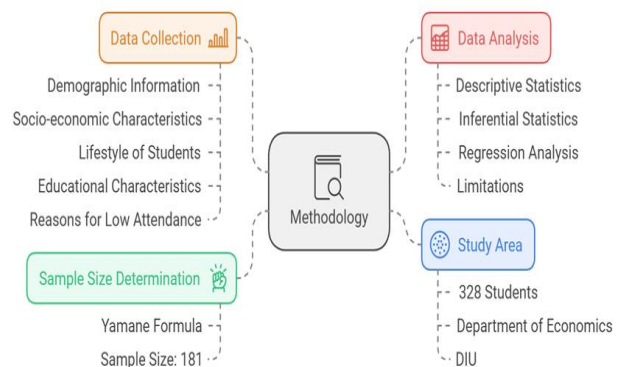 Data Collection
Demographic Information
Socio-economic Characteristics
Lifestyle of Students
Educational Characteristics
Reasons for Low Attendance
Sample Size Determination
Yamane Formula
Sample Size: 181
Methodology
Data Analysis
Descriptive Statistics
Inferential Statistics
Regression Analysis
Limitations
Study Area
328 Students
Department of Economics
DIU